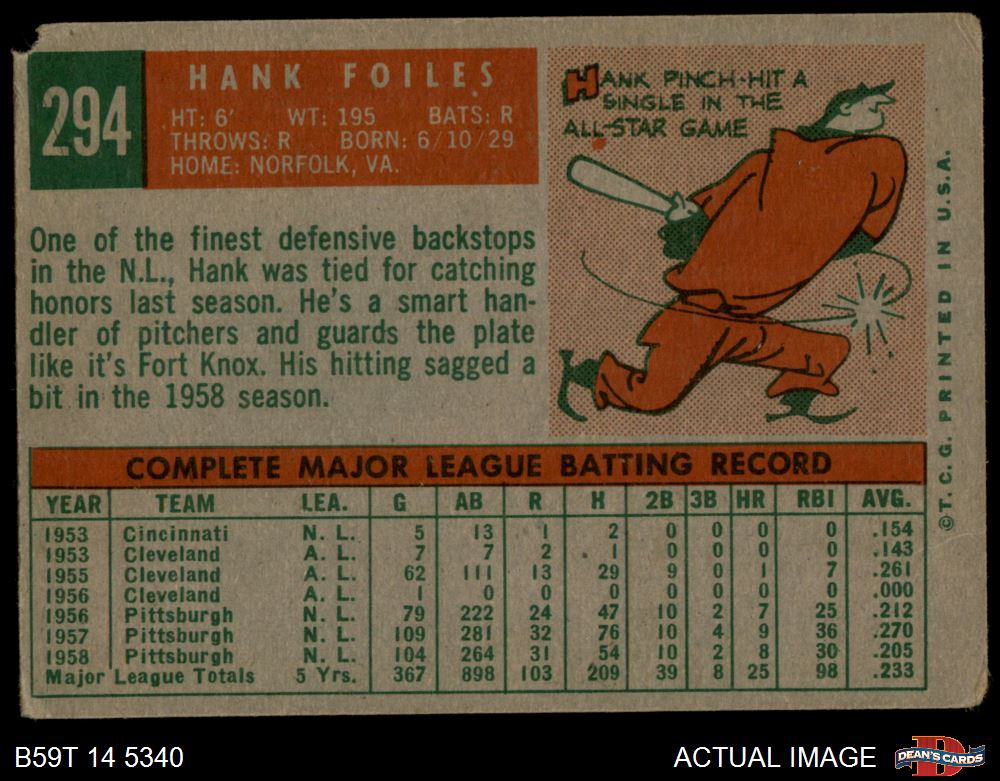 294
HANK FOILES
HT: 6' WT: 195 BATS: R
THROWS: R BORN: 6/10/29
HOME: NORFOLK, VA.
HANK PINCH-HIT A
SINGLE IN THE
ALL-STAR GAME
One of the finest defensive backstops
in the N.L., Hank was tied for catching
honors last season. He's a smart han-
dler of pitchers and guards the plate
like it's Fort Knox. His hitting sagged a
bit in the 1958 season.
©T.C.G. PRINTED IN U.S.A.
COMPLETE MAJOR LEAGUE BATTING RECORD
YEAR TEAM LEA. G AB R H 2B 3B HR RBI AVG.
1953 Cincinnati N. L. 5 13 1 2 0 0 0 0 .154
1953 Cleveland A. L. 7 7 2 1 0 0 0 0 .143
1955 Cleveland A. L. 62 111 13 29 9 0 1 7 .261
1956 Cleveland A. L. 1 0 0 0 0 0 0 0 .000
1956 Pittsburgh N. L. 79 222 24 47 10 2 7 25 .212
1957 Pittsburgh N. L. 109 281 32 76 10 4 9 36 .270
1958 Pittsburgh N. L. 104 264 31 54 10 2 8 30 .205
Major League Totals 5 Yrs. 367 898 103 209 39 8 25 98 .233
B59T 14 5340
ACTUAL IMAGE
D
DEAN'S CARDS